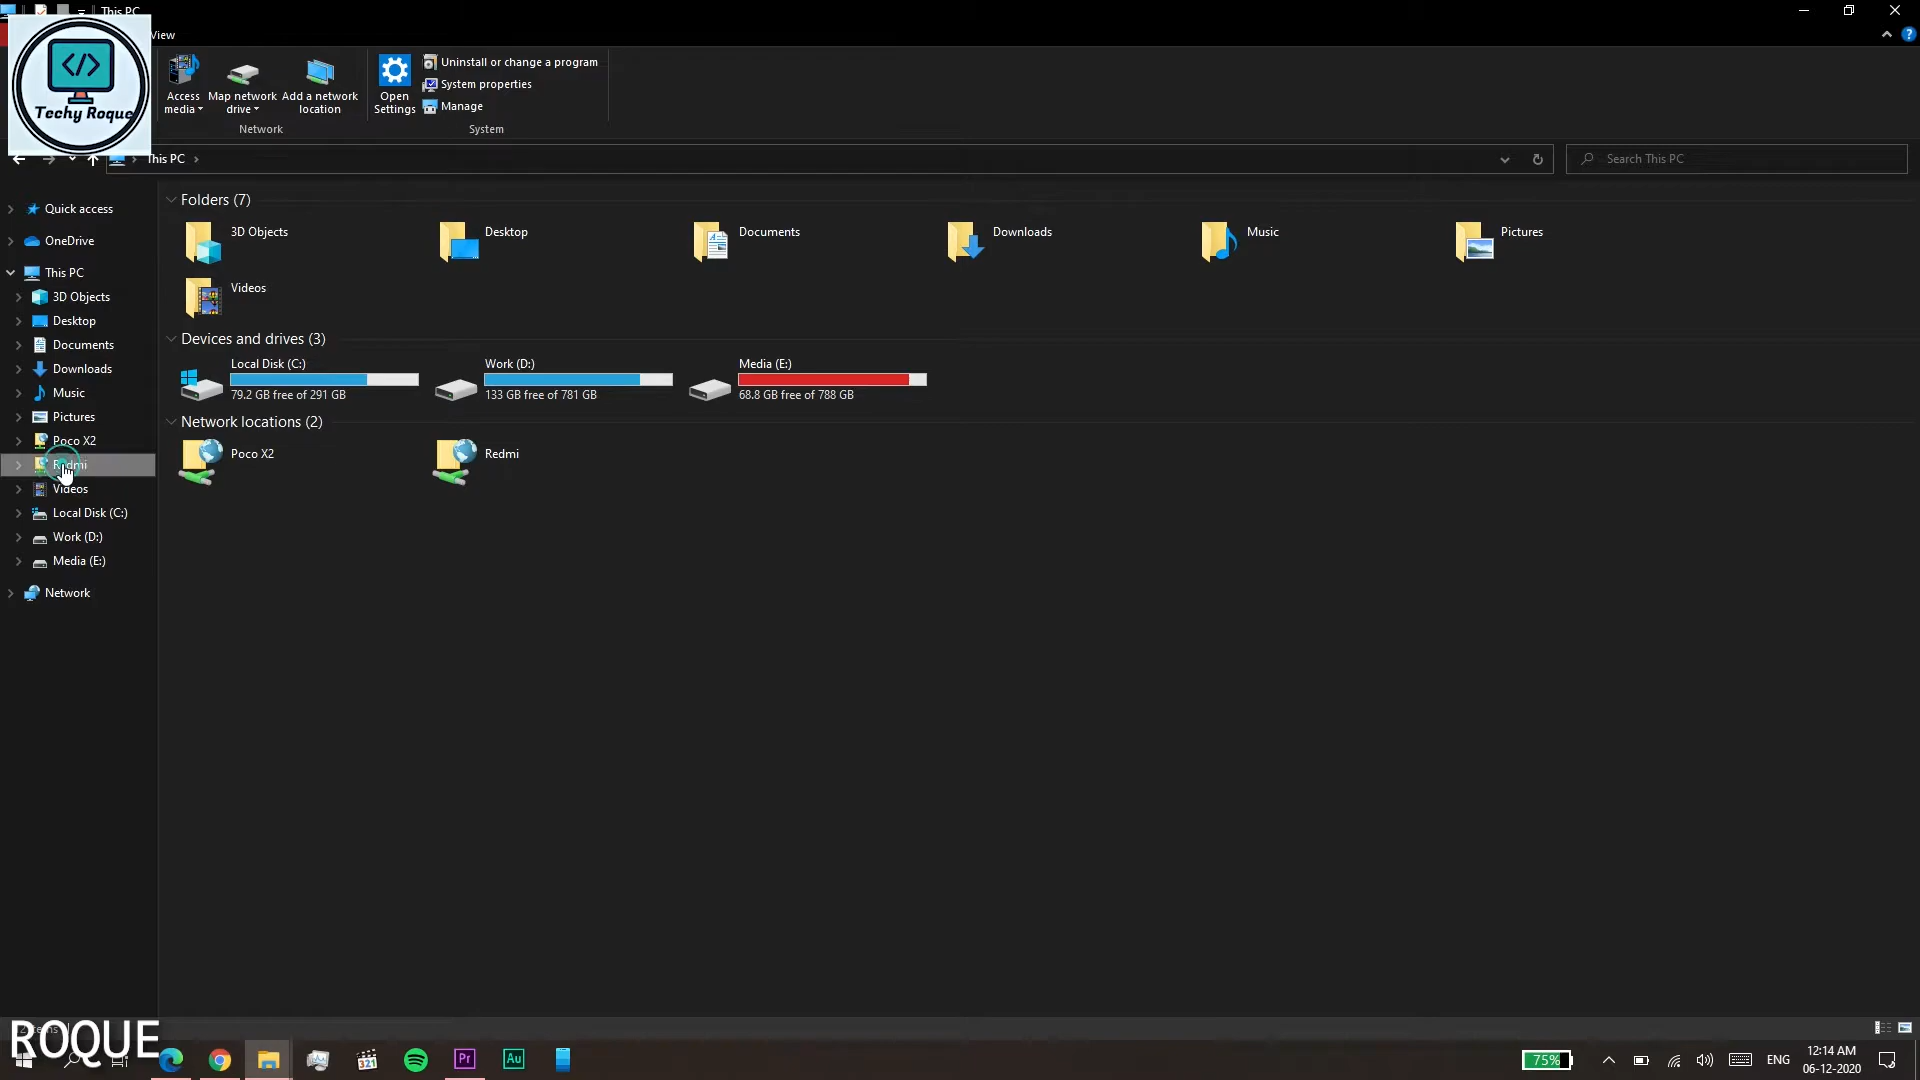 This PC
View
</>
Techy Roque
Access media
Map network drive
Add a network location
Network
Open Settings
Uninstall or change a program
System properties
Manage
System
This PC
Search This PC
Quick access
OneDrive
This PC
3D Objects
Desktop
Documents
Downloads
Music
Pictures
Poco X2
Redmi
Videos
Local Disk (C:)
Work (D:)
Media (E:)
Network
Folders (7)
3D Objects
Desktop
Documents
Downloads
Music
Pictures
Videos
Devices and drives (3)
Local Disk (C:)
79.2 GB free of 291 GB
Work (D:)
133 GB free of 781 GB
Media (E:)
68.8 GB free of 788 GB
Network locations (2)
Poco X2
Redmi
ROQUE
321
Pr
Au
75%
ENG
12:14 AM
06-12-2020